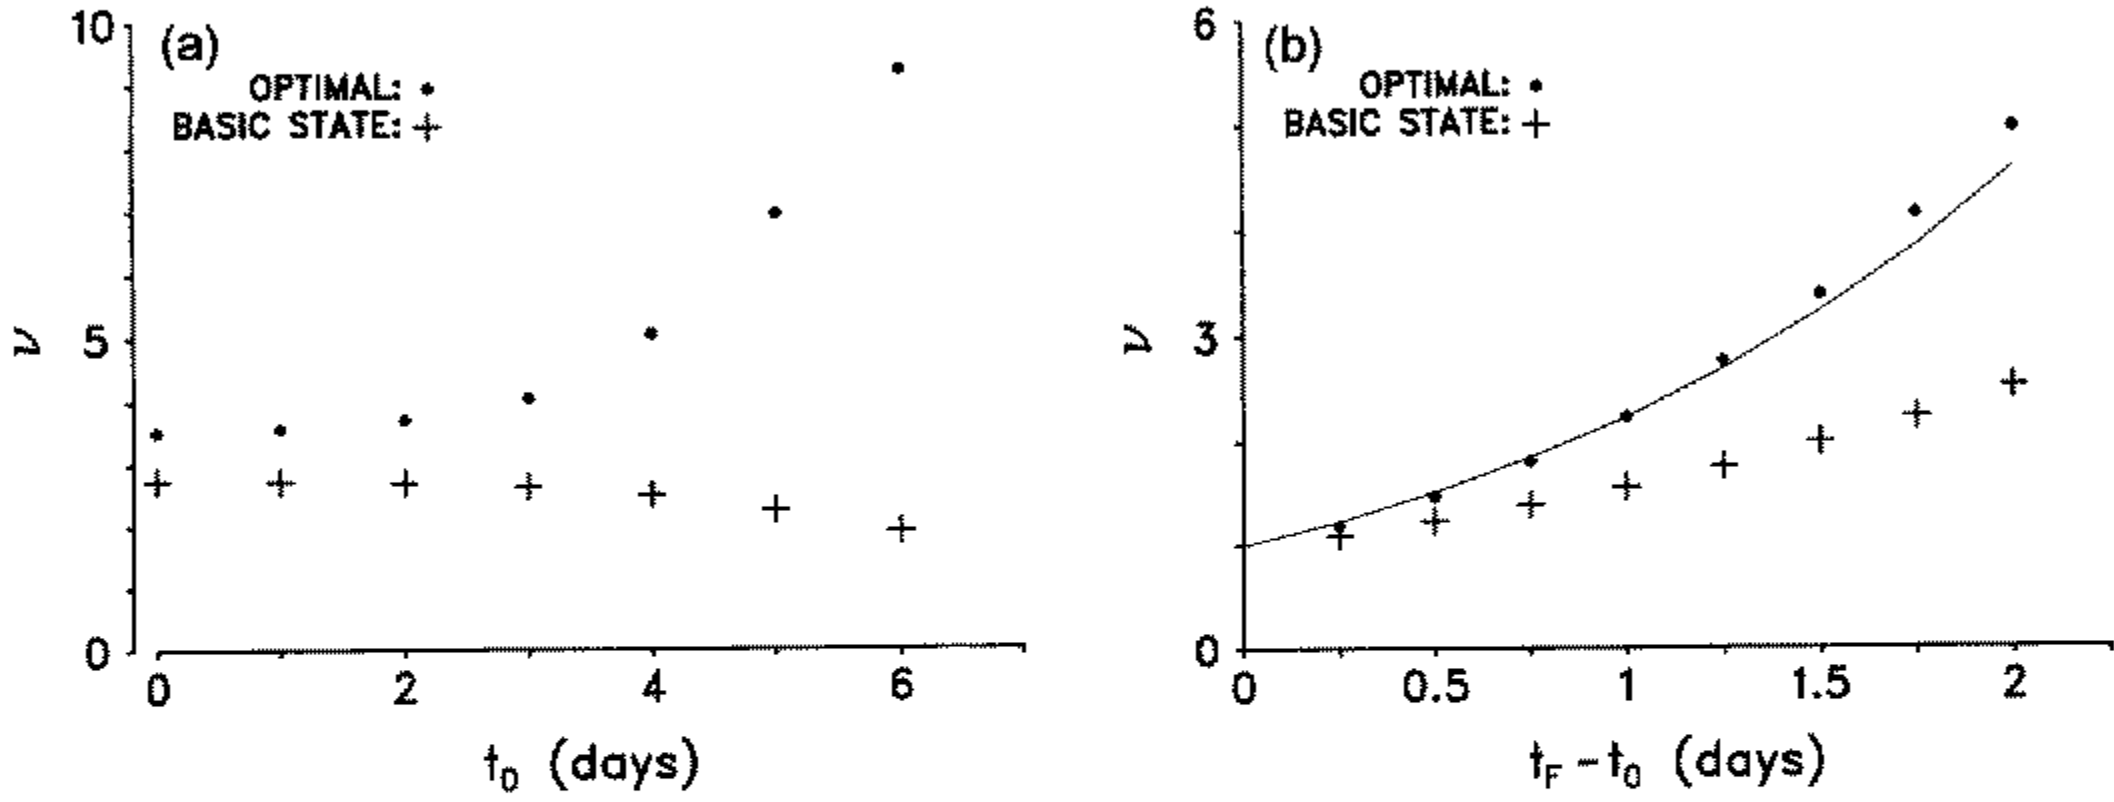 10
(a)
OPTIMAL: •
BASIC STATE: +
ν
5
0
0 2 4 6
t₀ (days)
6
(b)
OPTIMAL: •
BASIC STATE: +
ν
3
0
0 0.5 1 1.5 2
t_F – t₀ (days)